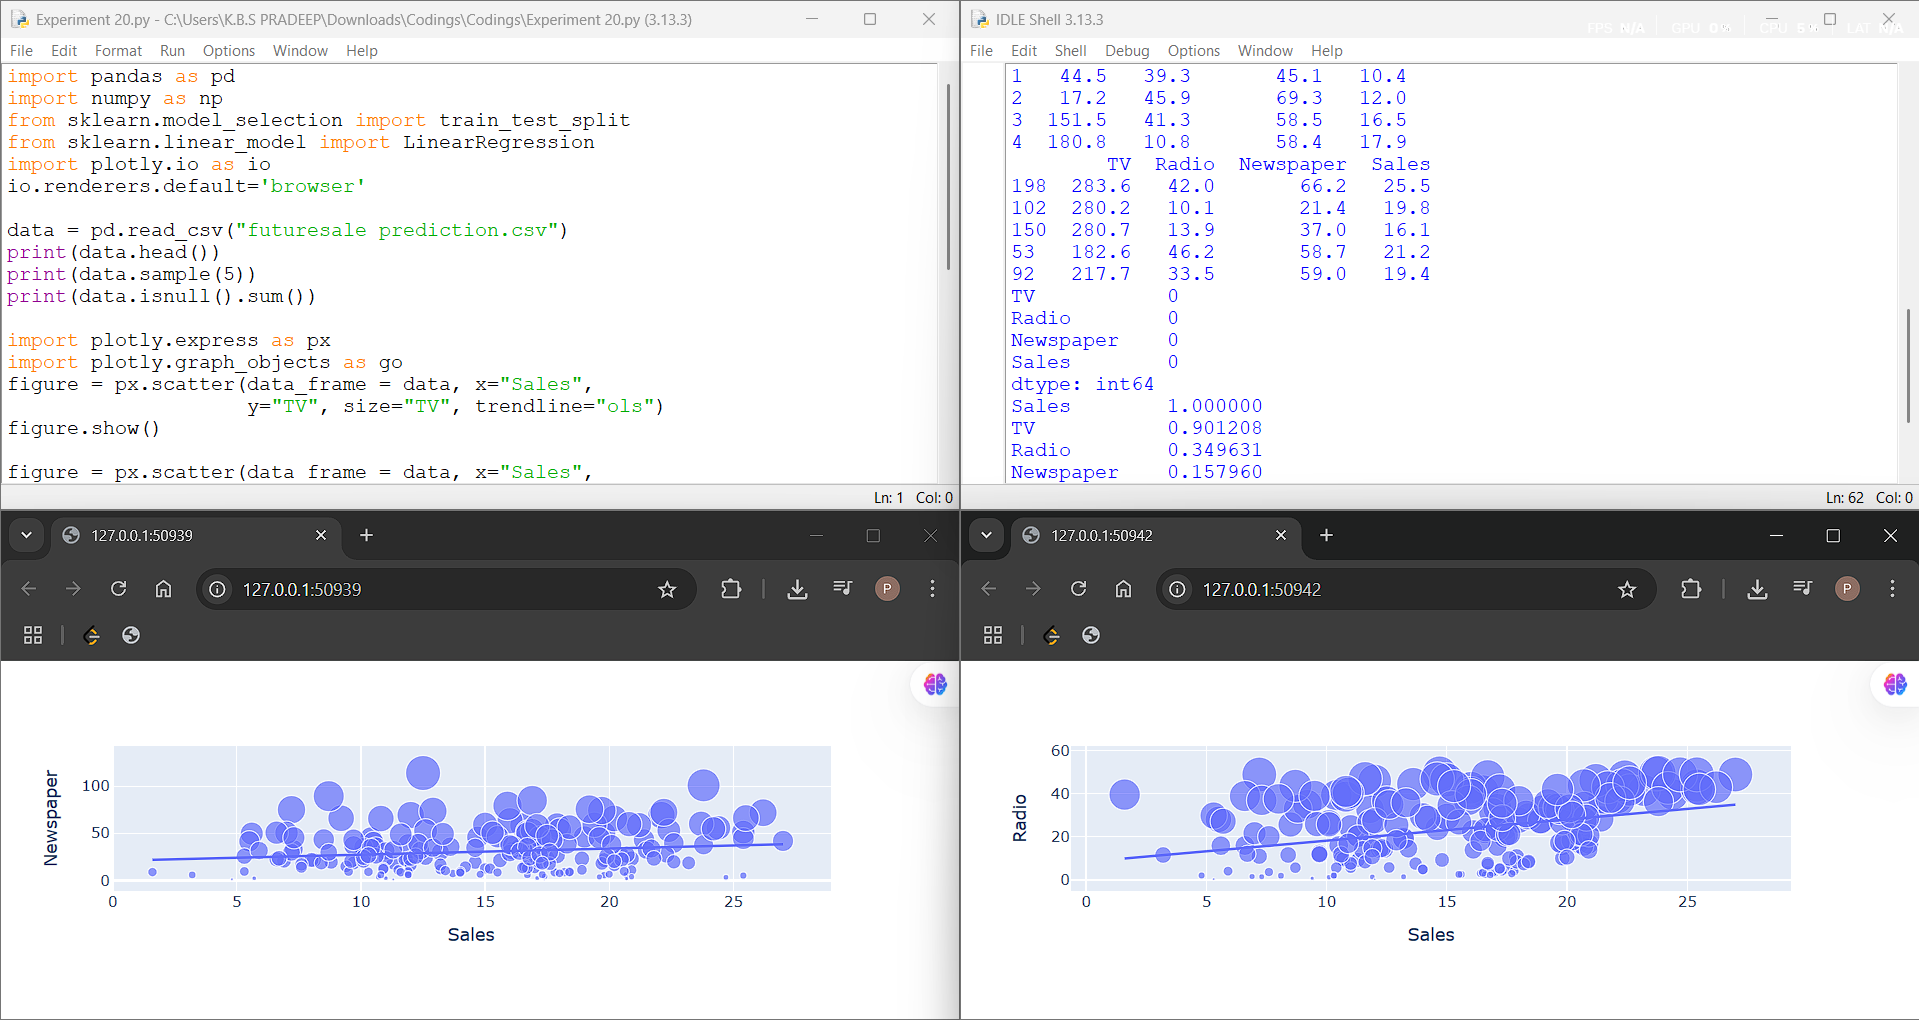 Experiment 20.py - C:\Users\K.B.S PRADEEP\Downloads\Codings\Codings\Experiment 20.py (3.13.3)
File Edit Format Run Options Window Help
import pandas as pd
import numpy as np
from sklearn.model_selection import train_test_split
from sklearn.linear_model import LinearRegression
import plotly.io as io
io.renderers.default='browser'
data = pd.read_csv("futuresale prediction.csv")
print(data.head())
print(data.sample(5))
print(data.isnull().sum())
import plotly.express as px
import plotly.graph_objects as go
figure = px.scatter(data_frame = data, x="Sales",
y="TV", size="TV", trendline="ols")
figure.show()
figure = px.scatter(data frame = data, x="Sales",
Ln: 1 Col: 0
IDLE Shell 3.13.3
FPS N/A GPU 0% CPU 6% LAT N/A
File Edit Shell Debug Options Window Help
1 44.5 39.3 45.1 10.4
2 17.2 45.9 69.3 12.0
3 151.5 41.3 58.5 16.5
4 180.8 10.8 58.4 17.9
TV Radio Newspaper Sales
198 283.6 42.0 66.2 25.5
102 280.2 10.1 21.4 19.8
150 280.7 13.9 37.0 16.1
53 182.6 46.2 58.7 21.2
92 217.7 33.5 59.0 19.4
TV 0
Radio 0
Newspaper 0
Sales 0
dtype: int64
Sales 1.000000
TV 0.901208
Radio 0.349631
Newspaper 0.157960
Ln: 62 Col: 0
127.0.0.1:50939
127.0.0.1:50939
P
Newspaper
100
50
0
0 5 10 15 20 25
Sales
127.0.0.1:50942
127.0.0.1:50942
P
Radio
60
40
20
0
0 5 10 15 20 25
Sales